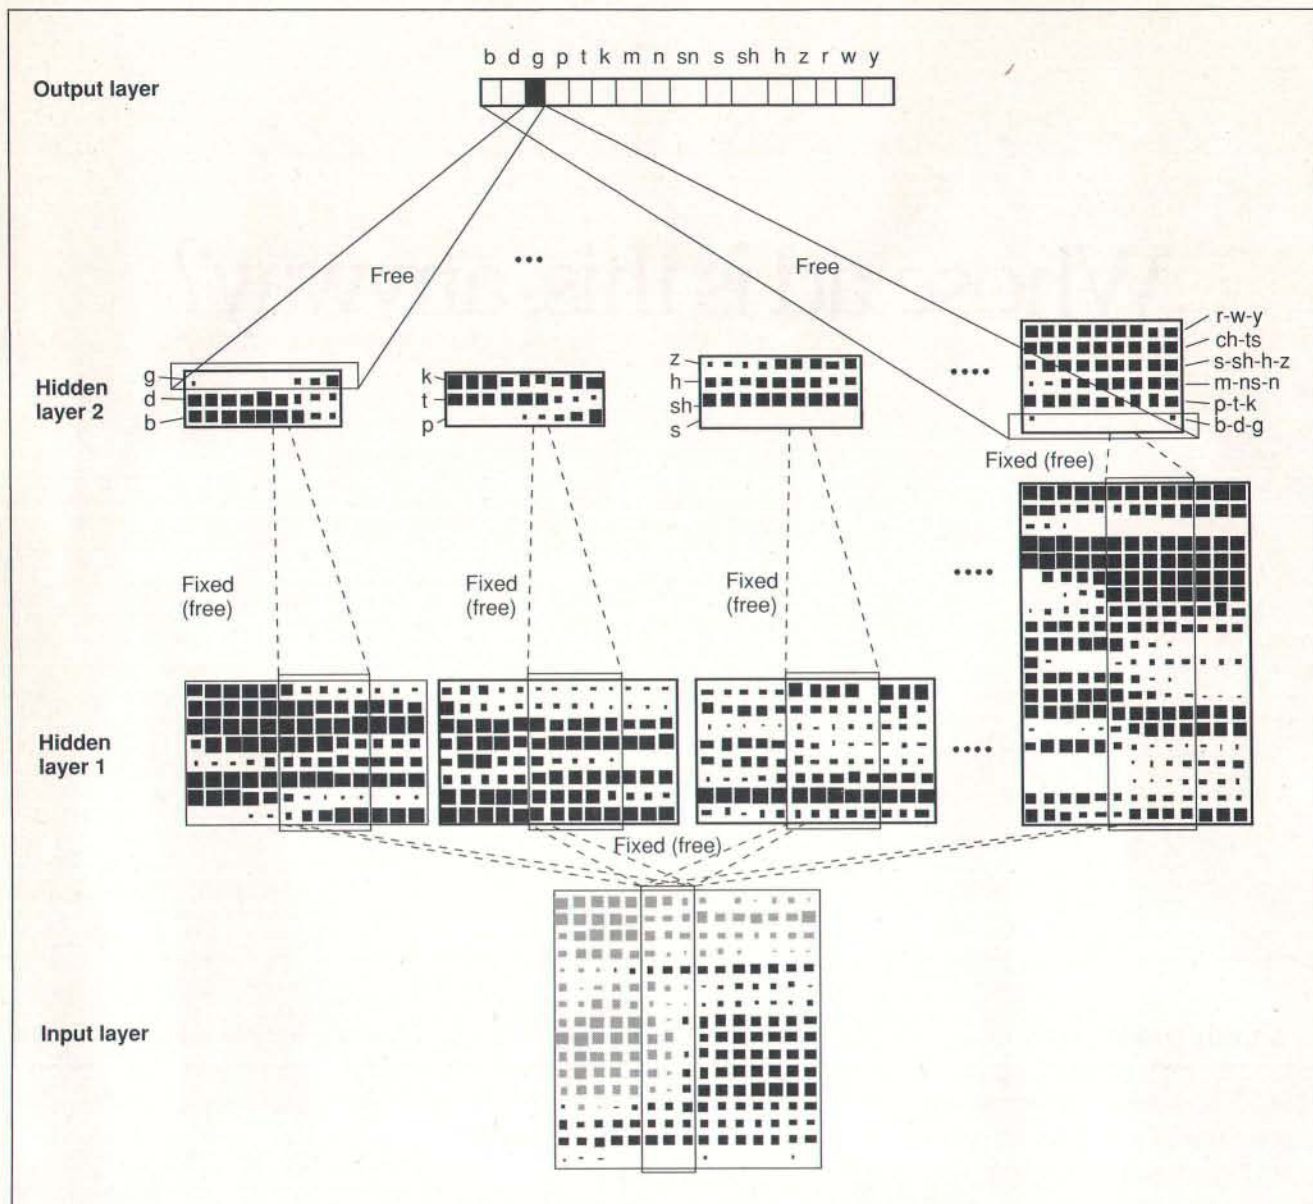 b d g p t k m n sn s sh h z r w y
Output layer
Free
Free
r-w-y
ch-ts
s-sh-h-z
m-ns-n
p-t-k
b-d-g
Hidden
layer 2
g
d
b
k
t
p
z
h
sh
s
Fixed (free)
Fixed
(free)
Fixed
(free)
Fixed
(free)
Hidden
layer 1
Fixed (free)
Input layer